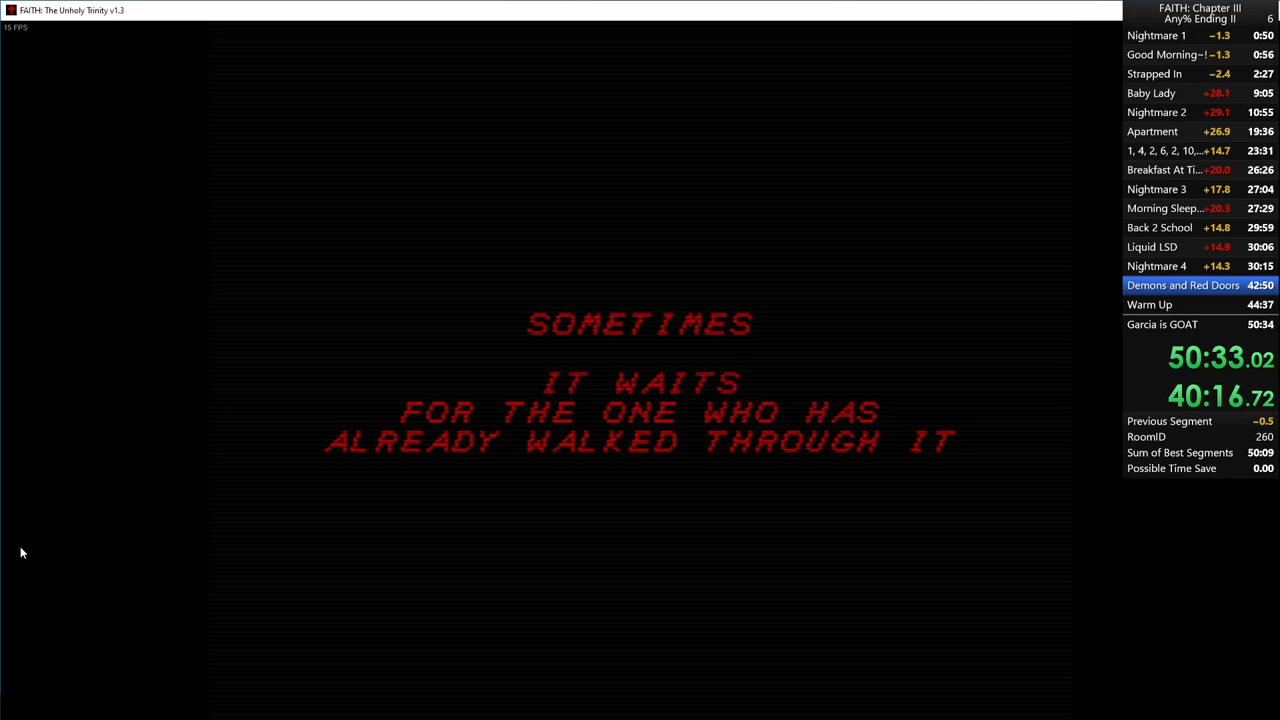 FAITH: The Unholy Trinity v1.3
15 FPS
SOMETIMES
IT WAITS
FOR THE ONE WHO HAS
ALREADY WALKED THROUGH IT
FAITH: Chapter III
Any% Ending II 6
Nightmare 1 −1.3 0:50
Good Morning~! −1.3 0:56
Strapped In −2.4 2:27
Baby Lady +28.1 9:05
Nightmare 2 +29.1 10:55
Apartment +26.9 19:36
1, 4, 2, 6, 2, 10,... +14.7 23:31
Breakfast At Ti... +20.0 26:26
Nightmare 3 +17.8 27:04
Morning Sleep... +20.3 27:29
Back 2 School +14.8 29:59
Liquid LSD +14.9 30:06
Nightmare 4 +14.3 30:15
Demons and Red Doors 42:50
Warm Up 44:37
Garcia is GOAT 50:34
50:33.02
40:16.72
Previous Segment −0.5
RoomID 260
Sum of Best Segments 50:09
Possible Time Save 0.00